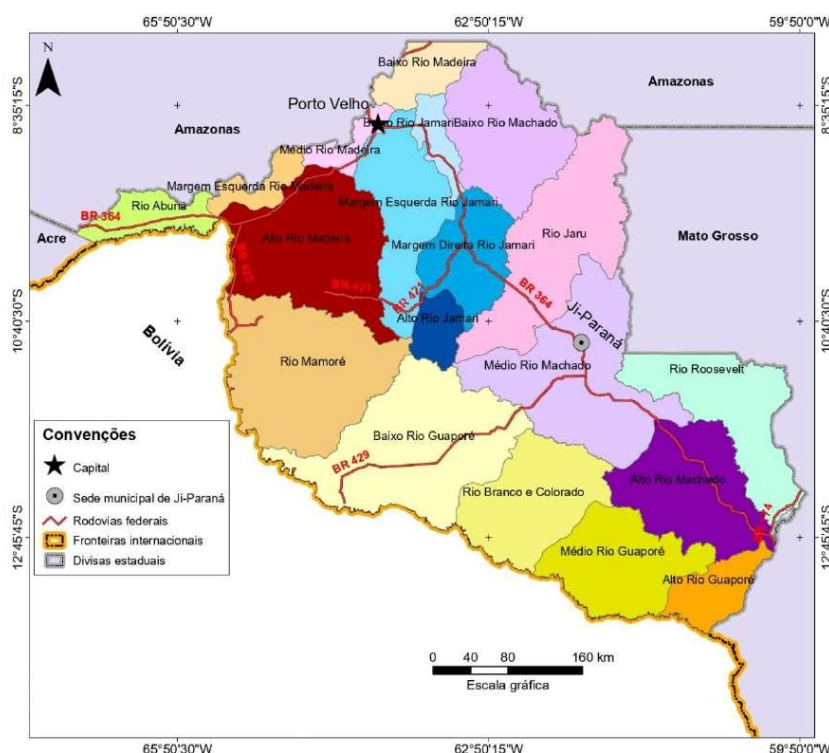 65°50'30"W 62°50'15"W 59°50'0"W
N
Baixo Rio Madeira
Amazonas
8°35'15"S
8°35'15"S
Porto Velho
Amazonas
Baixo Rio Jamari
Baixo Rio Machado
Médio Rio Madeira
Margem Esquerda Rio Madeira
Rio Abunã
Margem Esquerda Rio Jamari
BR 364
Acre
Alto Rio Madeira
Margem Direita Rio Jamari
Rio Jaru
Mato Grosso
BR 421
BR 421
BR 364
Ji-Paraná
10°40'30"S
10°40'30"S
Alto Rio Jamari
Bolívia
Rio Mamoré
Médio Rio Machado
Rio Roosevelt
Baixo Rio Guaporé
BR 429
Alto Rio Machado
Rio Branco e Colorado
12°45'45"S
12°45'45"S
Médio Rio Guaporé
Alto Rio Guaporé
Convenções
Capital
Sede municipal de Ji-Paraná
Rodovias federais
Fronteiras internacionais
Divisas estaduais
0 40 80 160 km
Escala gráfica
65°50'30"W 62°50'15"W 59°50'0"W